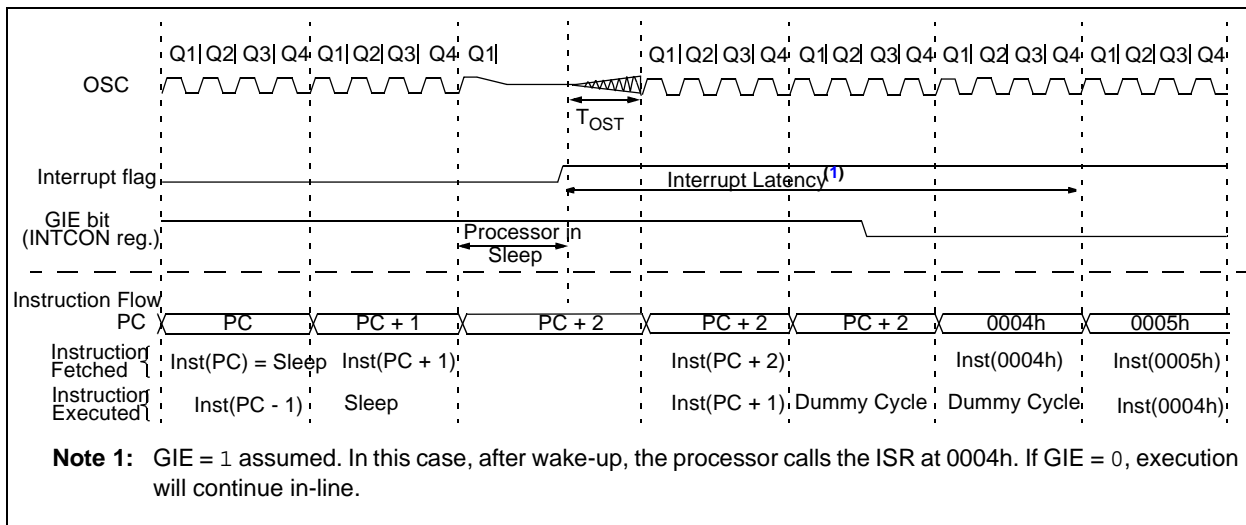 Q1| Q2| Q3| Q4 Q1|Q2|Q3| Q4 Q1| Q1|Q2| Q3| Q4 Q1|Q2|Q3| Q4 Q1|Q2| Q3| Q4 Q1|Q2|Q3| Q4
OSC
TOST
Interrupt flag
Interrupt Latency(1)
GIE bit
(INTCON reg.)
Processor in
Sleep
Instruction Flow
PC PC PC + 1 PC + 2 PC + 2 PC + 2 0004h 0005h
Instruction
Fetched
Inst(PC) = Sleep Inst(PC + 1) Inst(PC + 2) Inst(0004h) Inst(0005h)
Instruction
Executed
Inst(PC - 1) Sleep Inst(PC + 1) Dummy Cycle Dummy Cycle Inst(0004h)
Note 1: GIE = 1 assumed. In this case, after wake-up, the processor calls the ISR at 0004h. If GIE = 0, execution
will continue in-line.